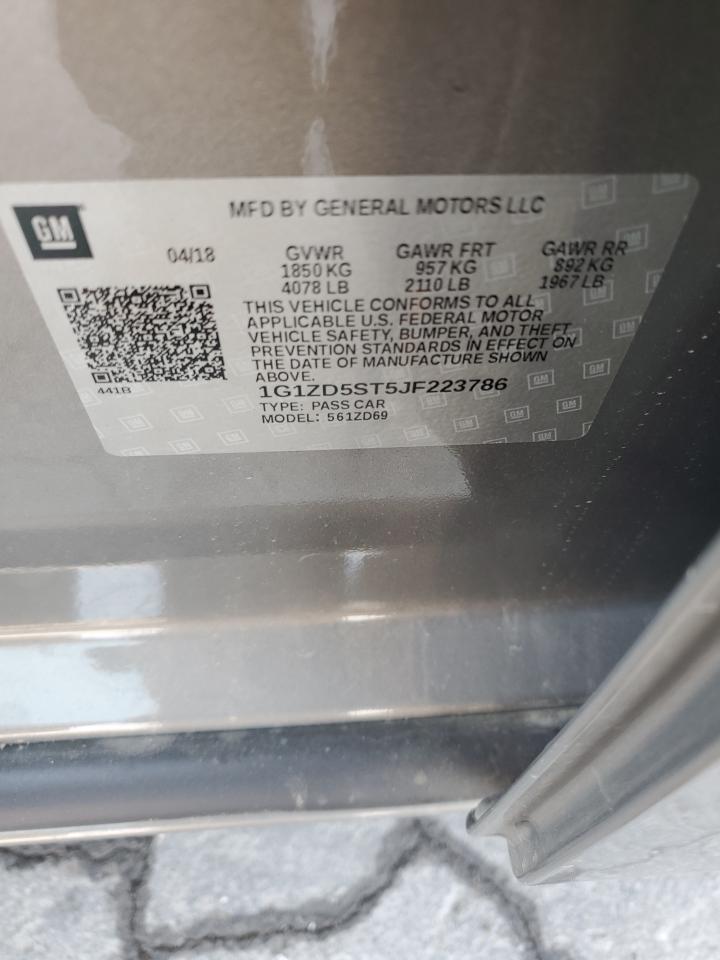 GM
MFD BY GENERAL MOTORS LLC
04/18 GVWR GAWR FRT GAWR RR
1850 KG 957 KG 892 KG
4078 LB 2110 LB 1967 LB
THIS VEHICLE CONFORMS TO ALL
APPLICABLE U.S. FEDERAL MOTOR
VEHICLE SAFETY, BUMPER, AND THEFT
PREVENTION STANDARDS IN EFFECT ON
THE DATE OF MANUFACTURE SHOWN
ABOVE.
441B
1G1ZD5ST5JF223786
TYPE: PASS CAR
MODEL: 561ZD69